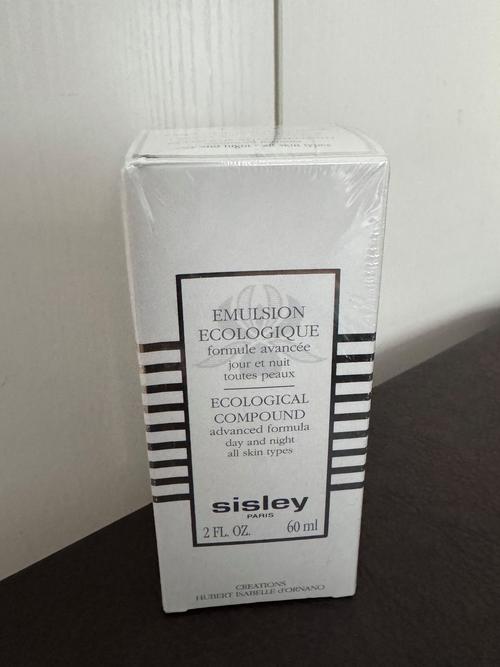 EMULSION
ECOLOGIQUE
formule avancée
jour et nuit
toutes peaux
ECOLOGICAL
COMPOUND
advanced formula
day and night
all skin types
sisley
PARIS
2 FL. OZ. 60 ml
CREATIONS
HUBERT ISABELLE d'ORNANO